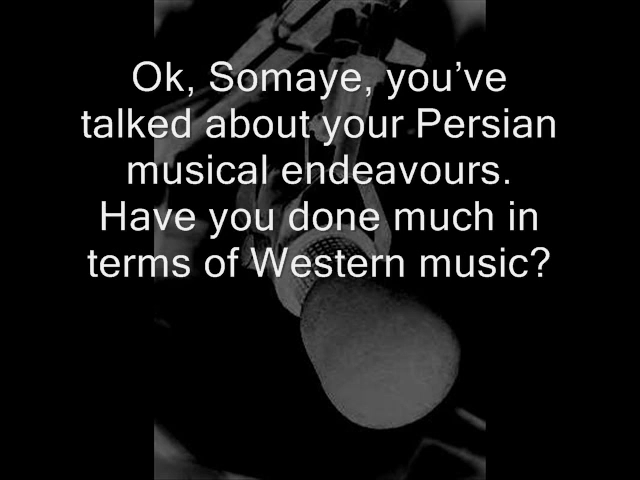 Ok, Somaye, you’ve
talked about your Persian
musical endeavours.
Have you done much in
terms of Western music?